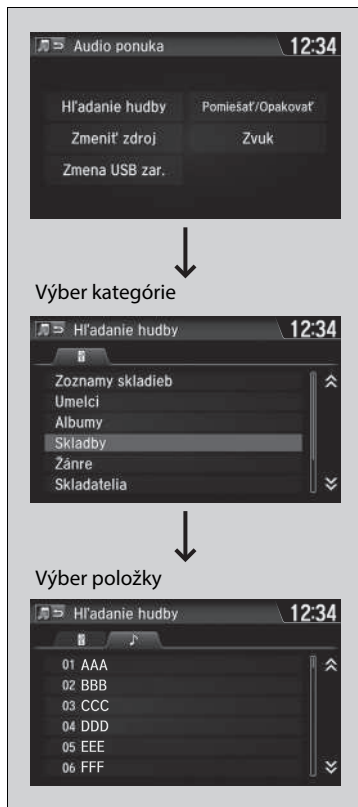 Audio ponuka 12:34
Hľadanie hudby Pomiešať/Opakovať
Zmeniť zdroj Zvuk
Zmena USB zar.
Výber kategórie
Hľadanie hudby 12:34
Zoznamy skladieb
Umelci
Albumy
Skladby
Žánre
Skladatelia
Výber položky
Hľadanie hudby 12:34
01 AAA
02 BBB
03 CCC
04 DDD
05 EEE
06 FFF